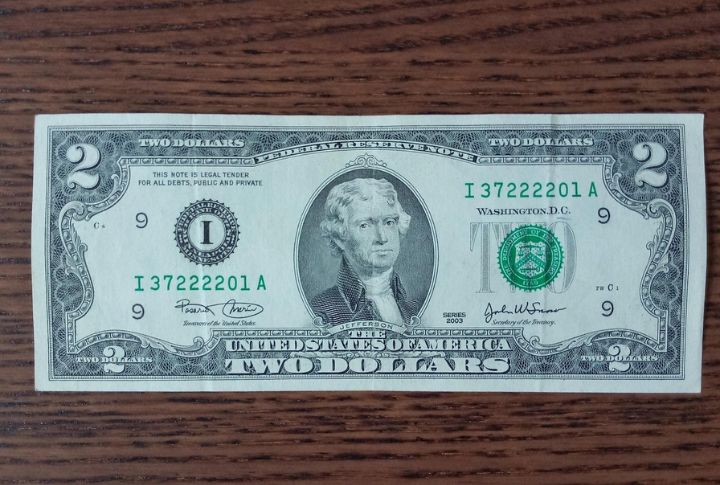 2 TWO DOLLARS FEDERAL RESERVE NOTE TWO DOLLARS 2
THIS NOTE IS LEGAL TENDER
FOR ALL DEBTS, PUBLIC AND PRIVATE
I 37222201 A
WASHINGTON, D.C.
9 I 9
TWO
I 37222201 A
9 9
Treasurer of the United States.
SERIES
2003
Secretary of the Treasury.
JEFFERSON
THE
UNITED STATES OF AMERICA
TWO DOLLARS
TWO DOLLARS
2
TWO DOLLARS
2